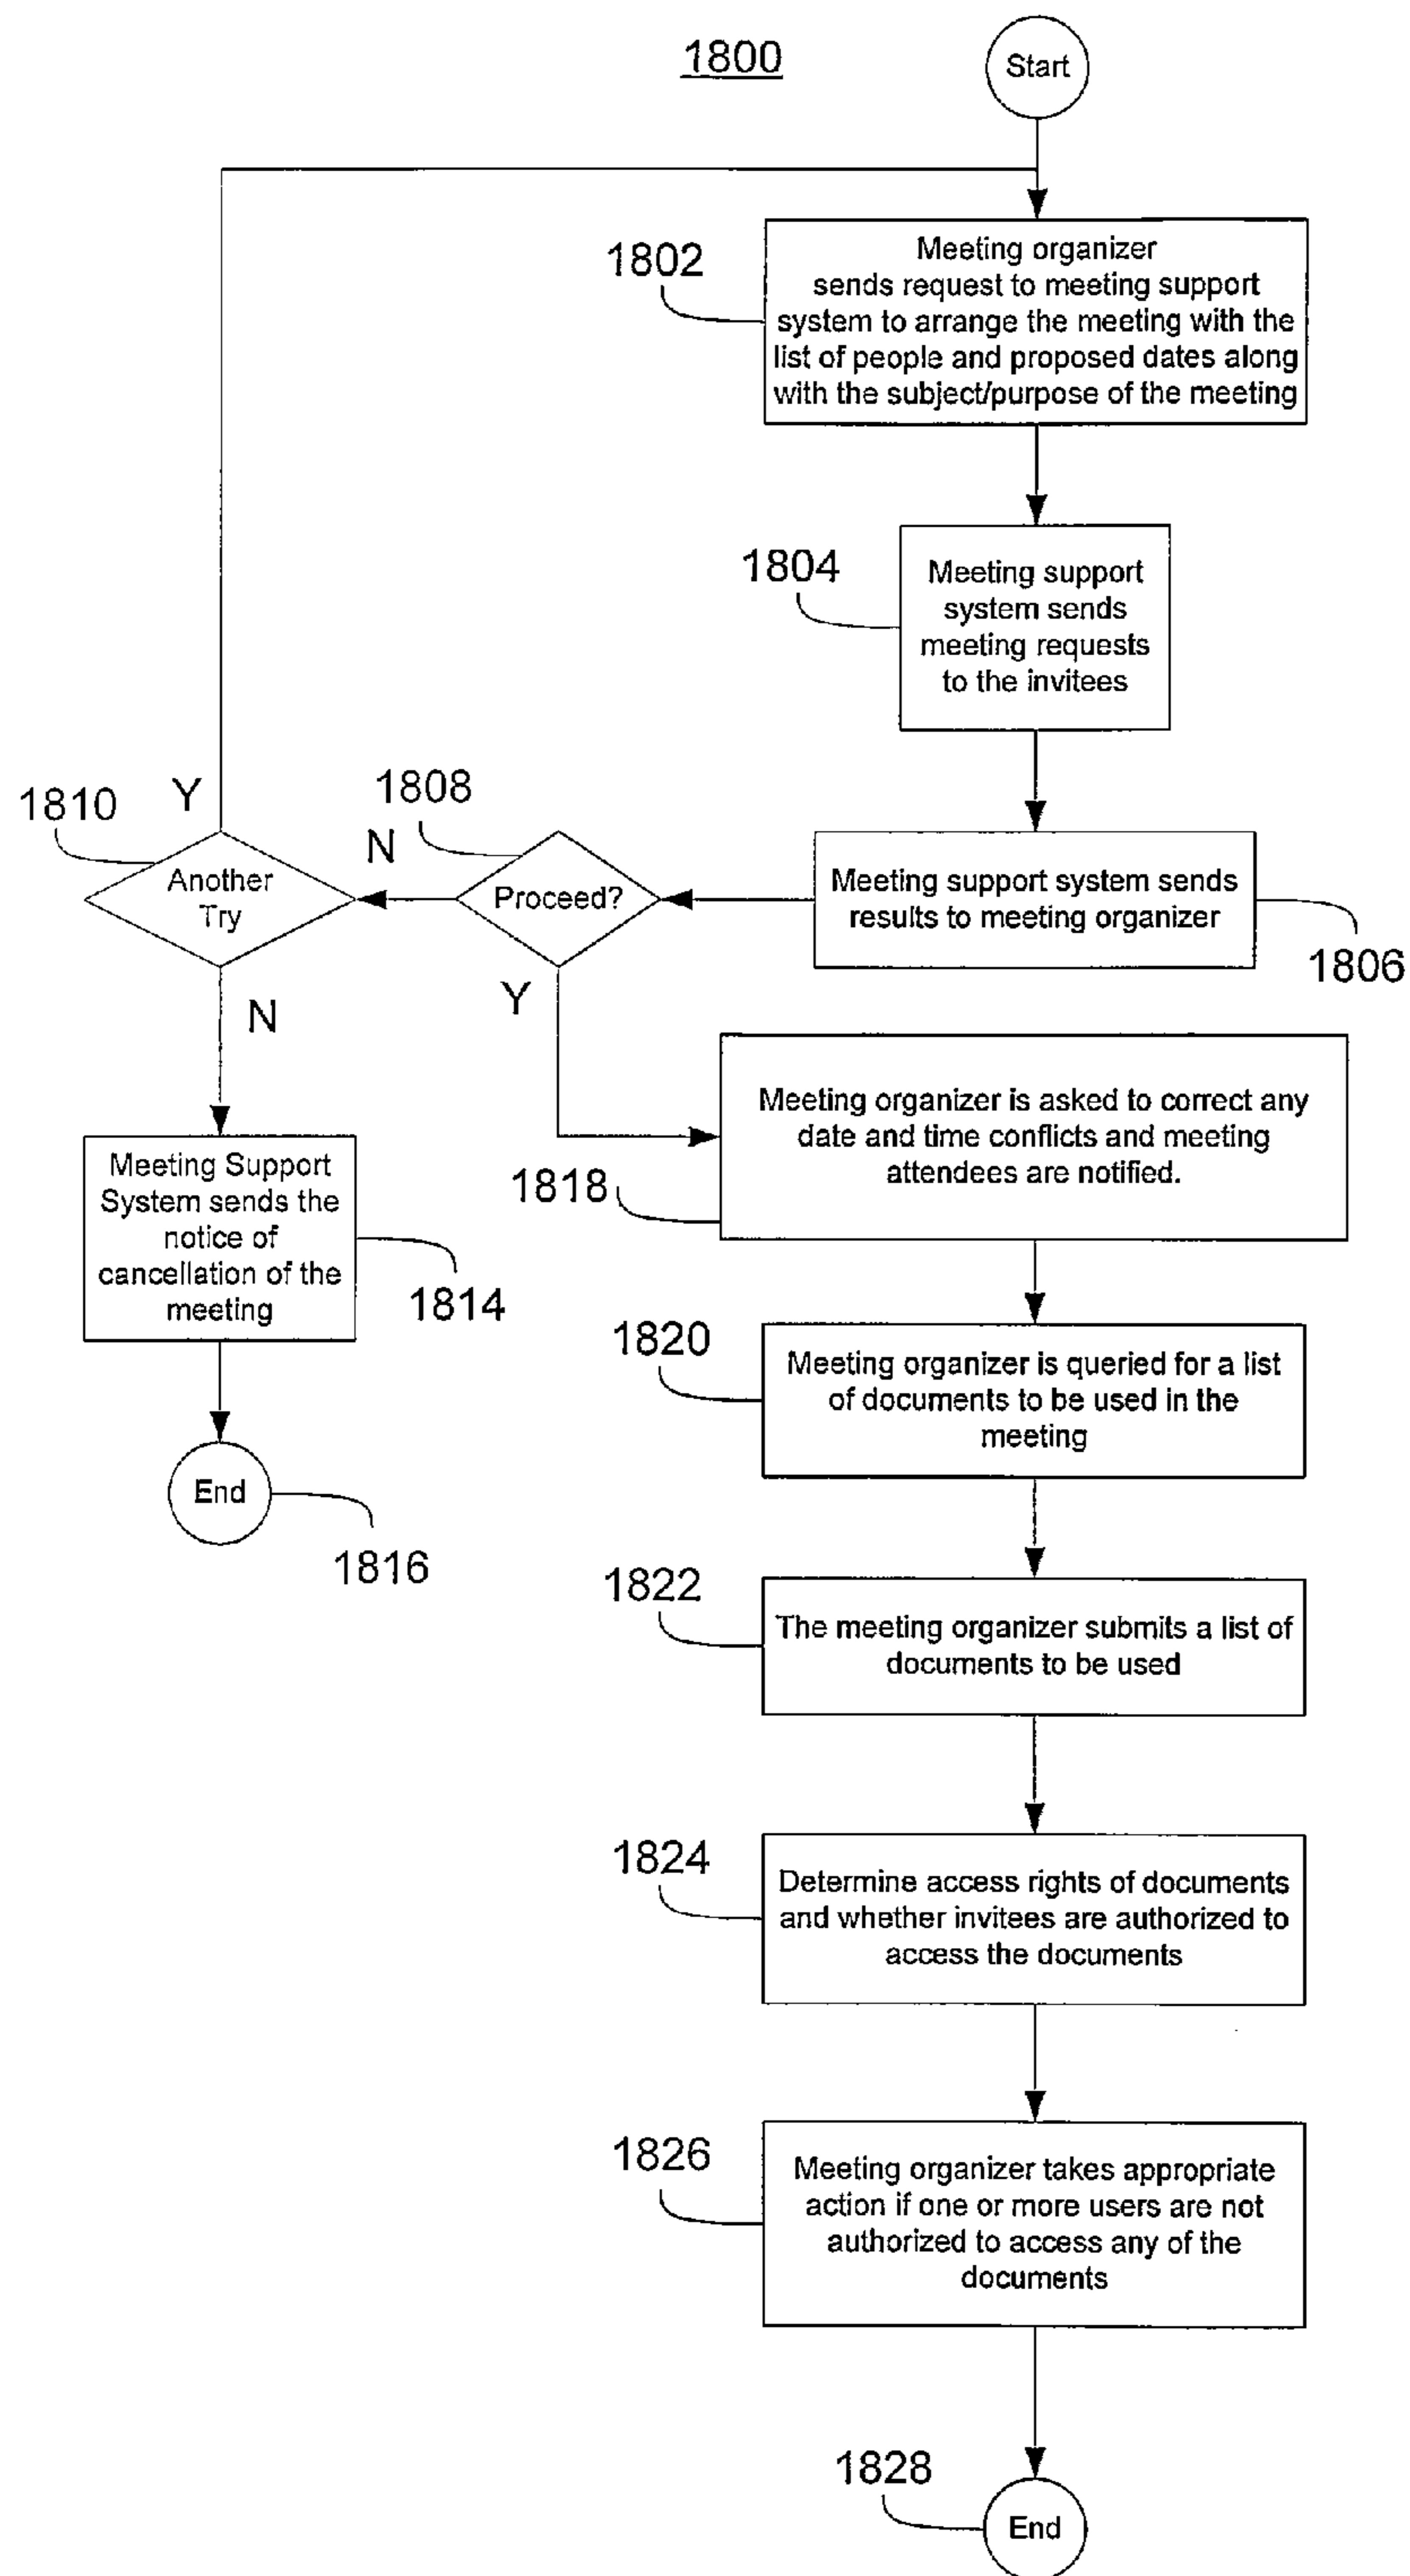 1800
Start
1802
Meeting organizer
sends request to meeting support
system to arrange the meeting with the
list of people and proposed dates along
with the subject/purpose of the meeting
1804
Meeting support
system sends
meeting requests
to the invitees
1810
Y
Another
Try
N
1808
N
Proceed?
Y
Meeting support system sends
results to meeting organizer
1806
Meeting Support
System sends the
notice of
cancellation of the
meeting
1814
End
1816
Meeting organizer is asked to correct any
date and time conflicts and meeting
attendees are notified.
1818
1820
Meeting organizer is queried for a list
of documents to be used in the
meeting
1822
The meeting organizer submits a list of
documents to be used
1824
Determine access rights of documents
and whether invitees are authorized to
access the documents
1826
Meeting organizer takes appropriate
action if one or more users are not
authorized to access any of the
documents
1828
End